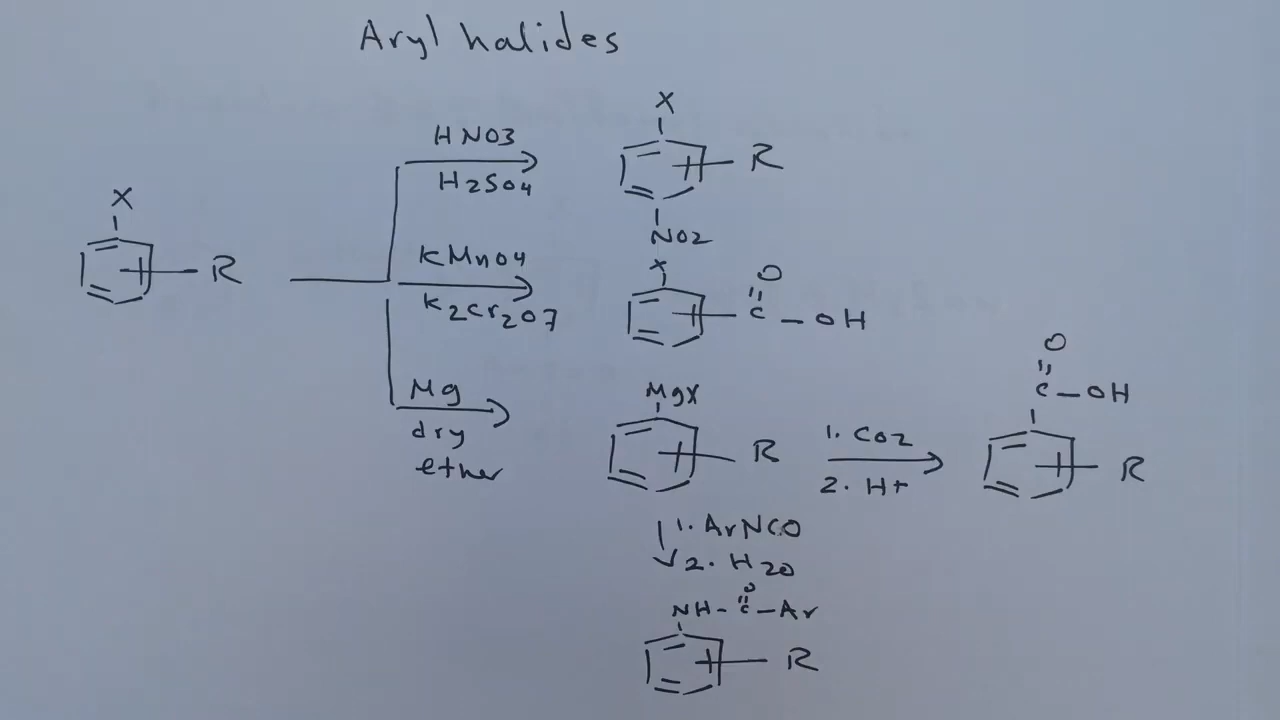 Aryl halides
X
HNO3
H2SO4
R
NO2
X
R
KMnO4
K2Cr2O7
X
O
C - OH
Mg
dry
ether
MgX
R
1. CO2
2. H+
O
C - OH
R
1. ArNCO
2. H2O
O
NH - C - Ar
R